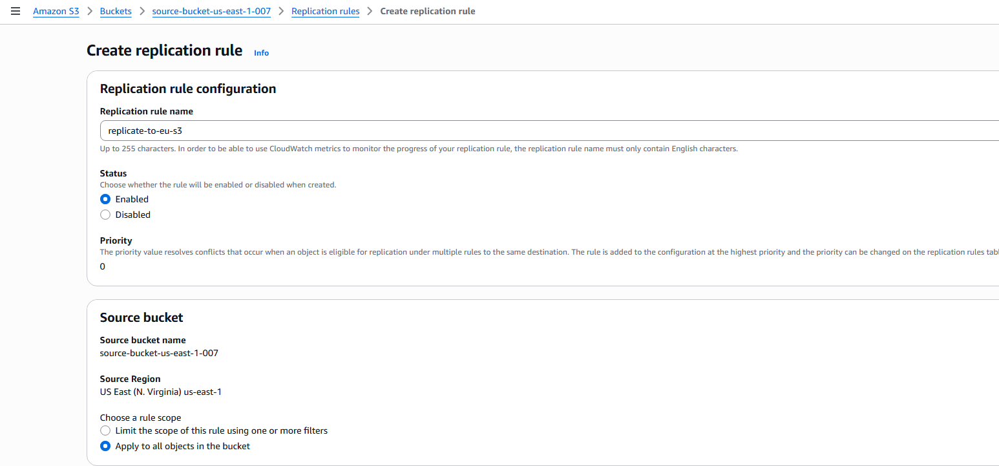 Amazon S3 > Buckets > source-bucket-us-east-1-007 > Replication rules > Create replication rule
Create replication rule Info
Replication rule configuration
Replication rule name
replicate-to-eu-s3
Up to 255 characters. In order to be able to use CloudWatch metrics to monitor the progress of your replication rule, the replication rule name must only contain English characters.
Status
Choose whether the rule will be enabled or disabled when created.
Enabled
Disabled
Priority
The priority value resolves conflicts that occur when an object is eligible for replication under multiple rules to the same destination. The rule is added to the configuration at the highest priority and the priority can be changed on the replication rules
0
Source bucket
Source bucket name
source-bucket-us-east-1-007
Source Region
US East (N. Virginia) us-east-1
Choose a rule scope
Limit the scope of this rule using one or more filters
Apply to all objects in the bucket